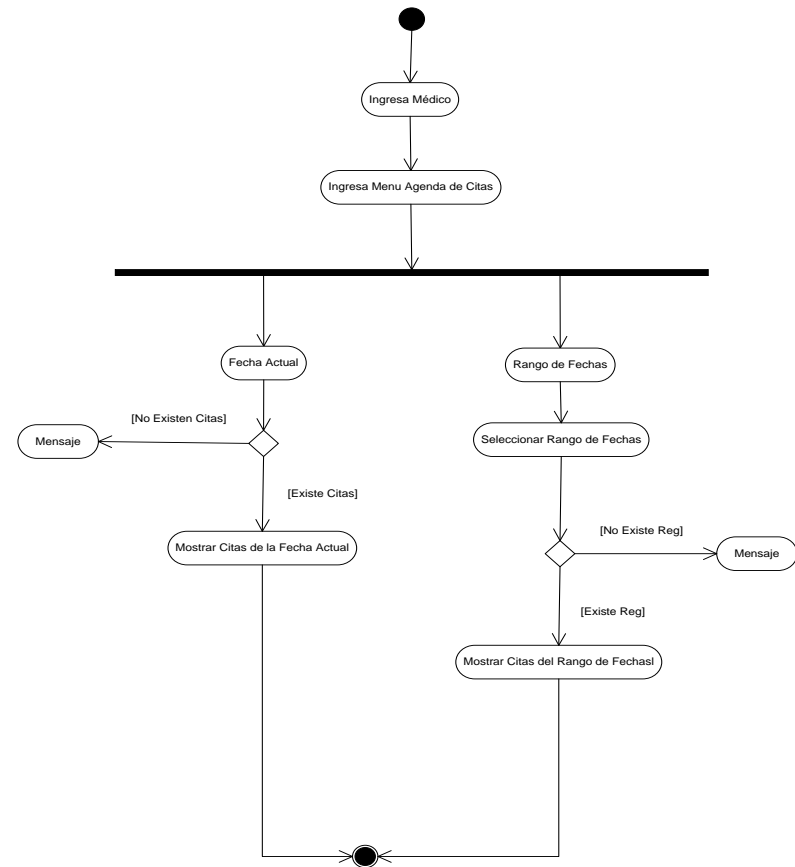 Ingresa Médico
Ingresa Menu Agenda de Citas
Fecha Actual
Rango de Fechas
[No Existen Citas]
Mensaje
Seleccionar Rango de Fechas
[Existe Citas]
Mostrar Citas de la Fecha Actual
[No Existe Reg]
Mensaje
[Existe Reg]
Mostrar Citas del Rango de Fechasl